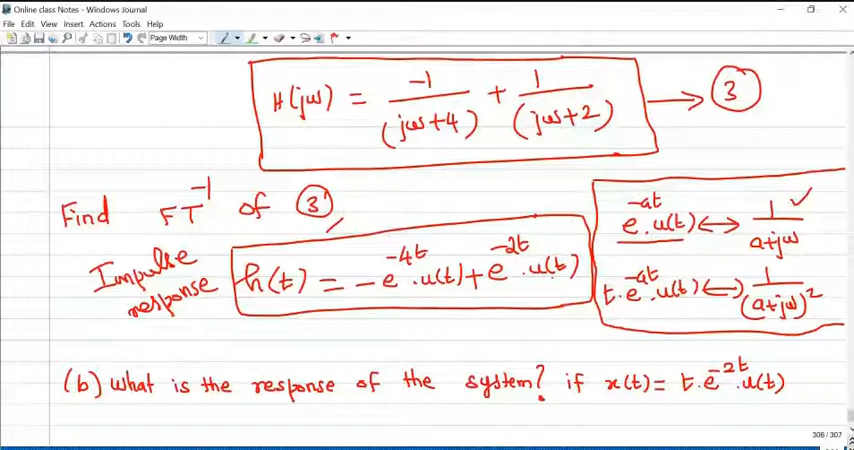 Online class Notes - Windows Journal
File Edit View Insert Actions Tools Help
Page Width
H(jω) = -1/(jω+4) + 1/(jω+2) → ③
Find FT⁻¹ of ③
Impulse response h(t) = -e^-4t . u(t) + e^-2t . u(t)
e^-at . u(t) ↔ 1/(a+jω) ✓
t . e^-at . u(t) ↔ 1/(a+jω)²
(b) What is the response of the system? if x(t) = t.e^-2t . u(t)
306 / 307